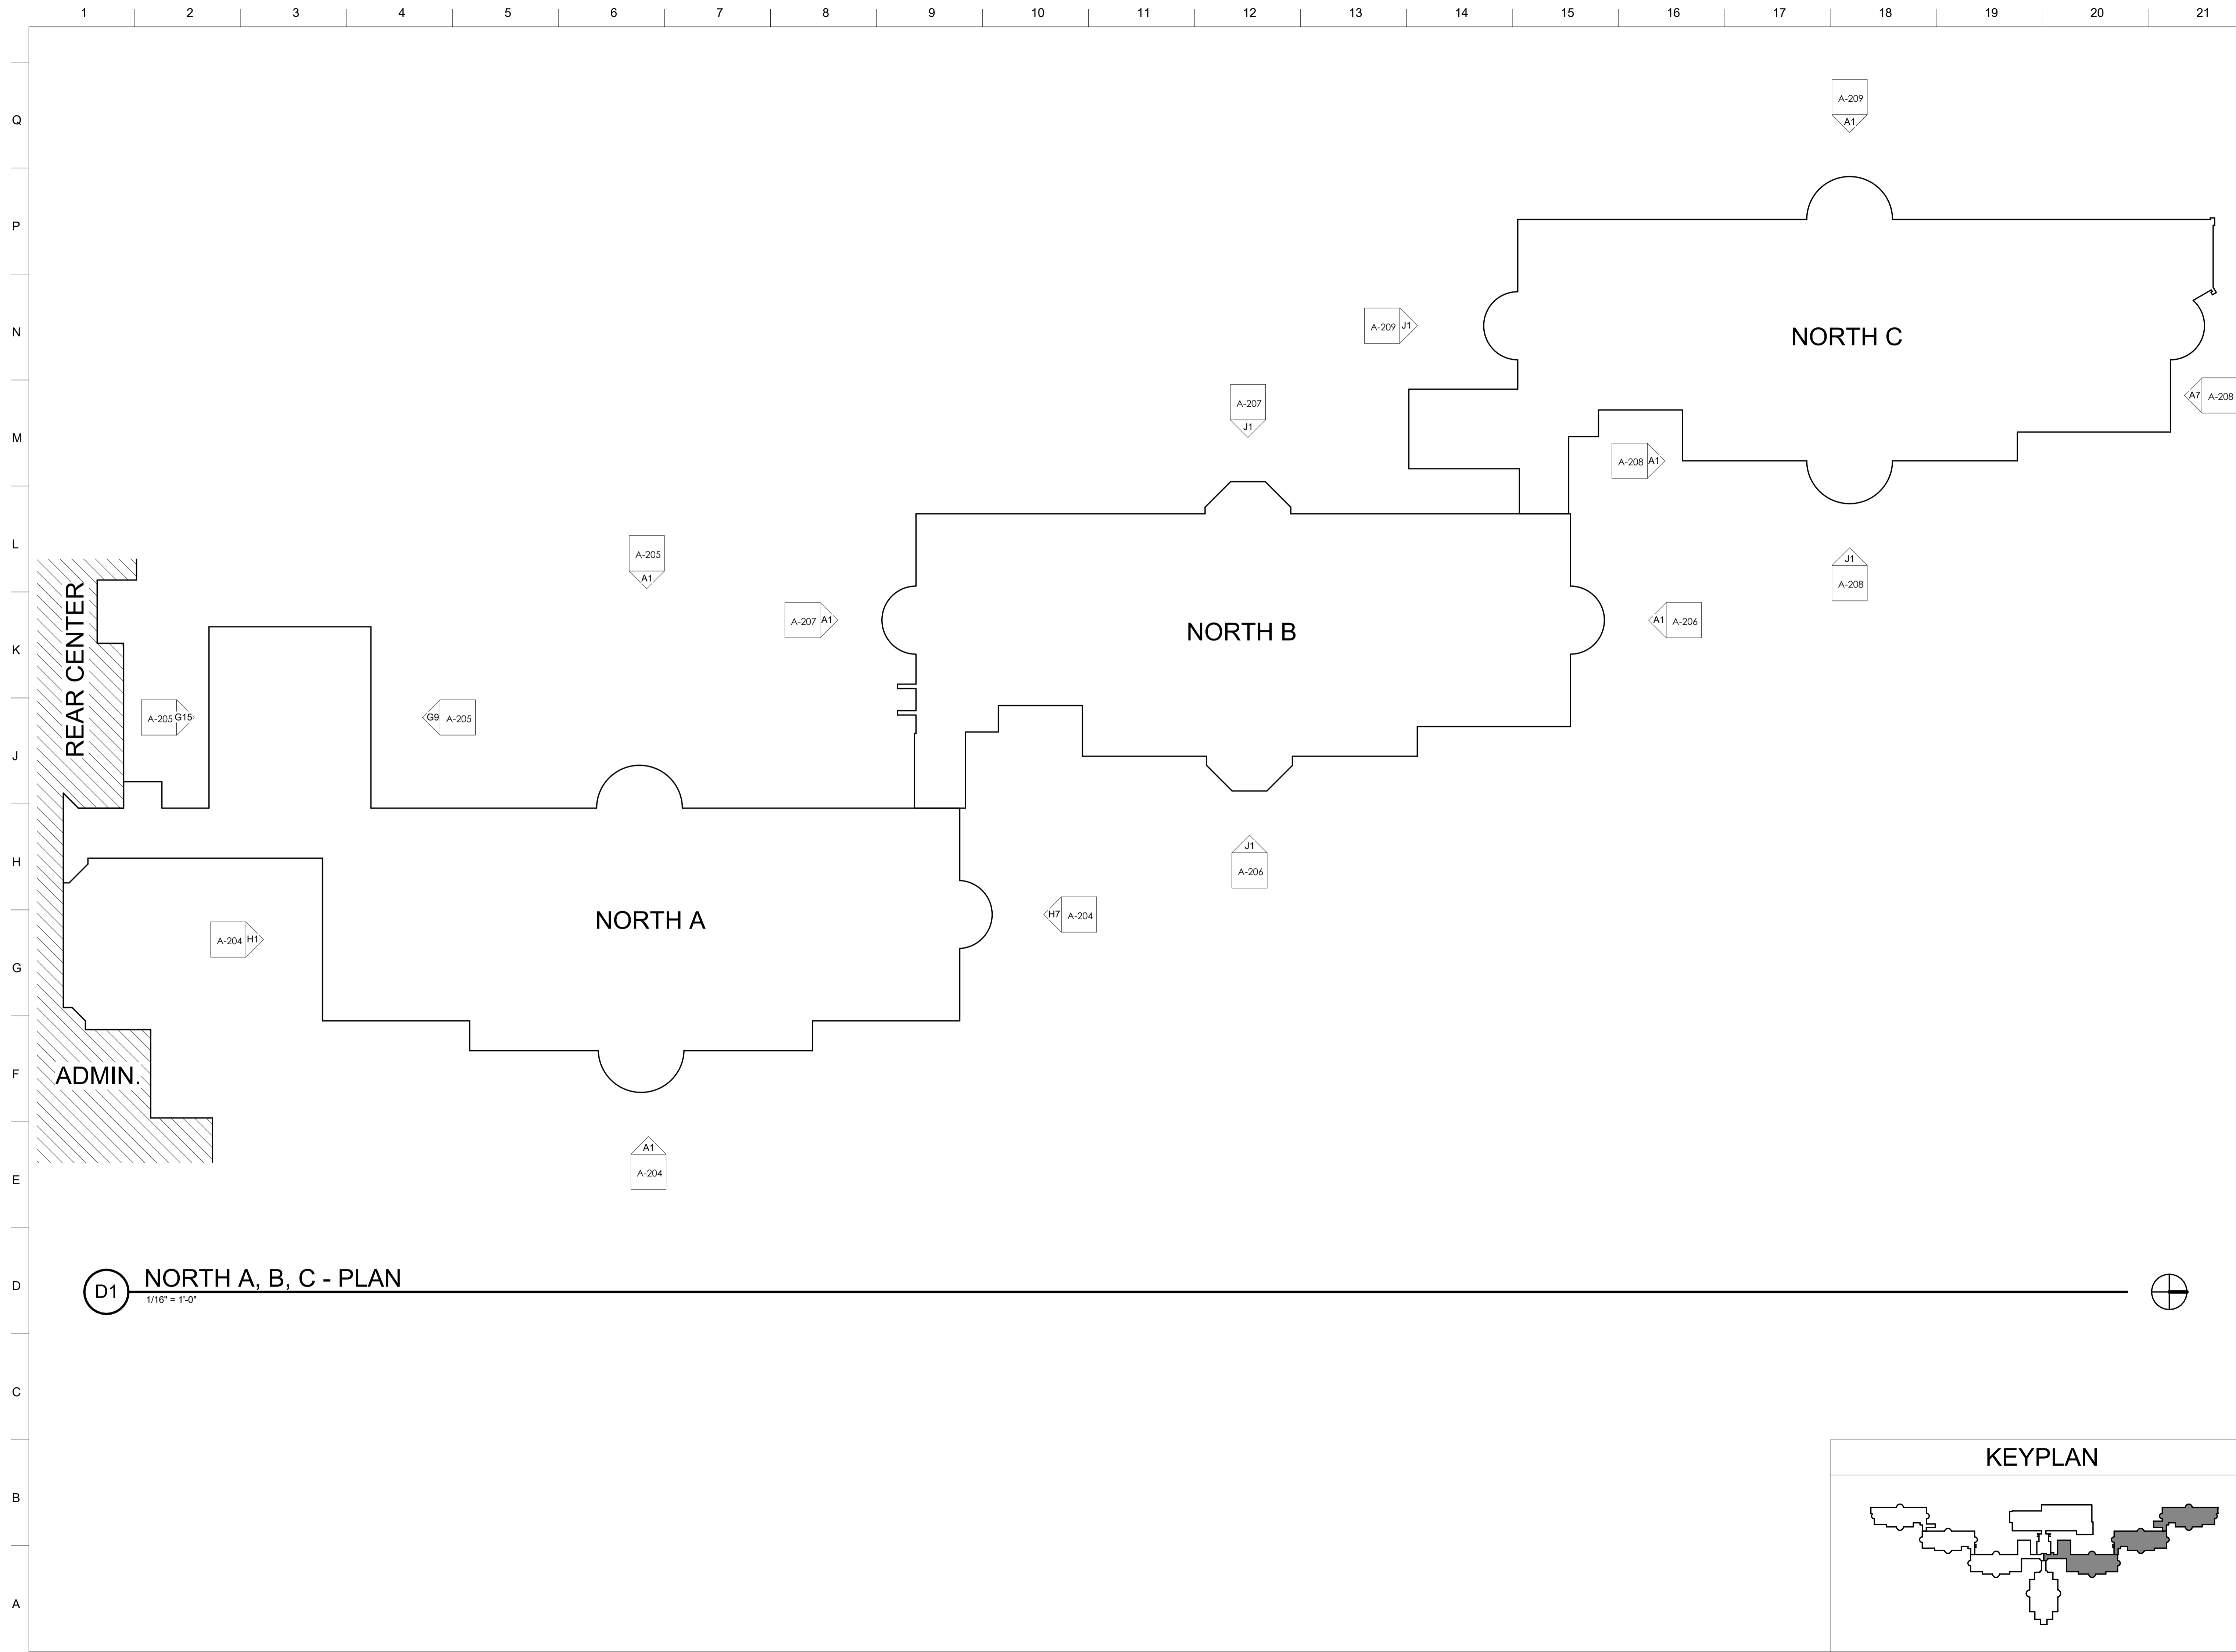 1 2 3 4 5 6 7 8 9 10 11 12 13 14 15 16 17 18 19 20 21
Q
A-209
A1
P
N
A-209 J1
NORTH C
A7 A-208
A-207
J1
M
A-208 A1
L
A-205
A1
J1
A-208
REAR CENTER
A-207 A1
NORTH B
A1 A-206
K
A-205 G15
G9 A-205
J
H
J1
A-206
NORTH A
H7 A-204
A-204 H1
G
F
ADMIN.
A1
A-204
E
D
D1
NORTH A, B, C - PLAN
1/16" = 1'-0"
C
KEYPLAN
B
A